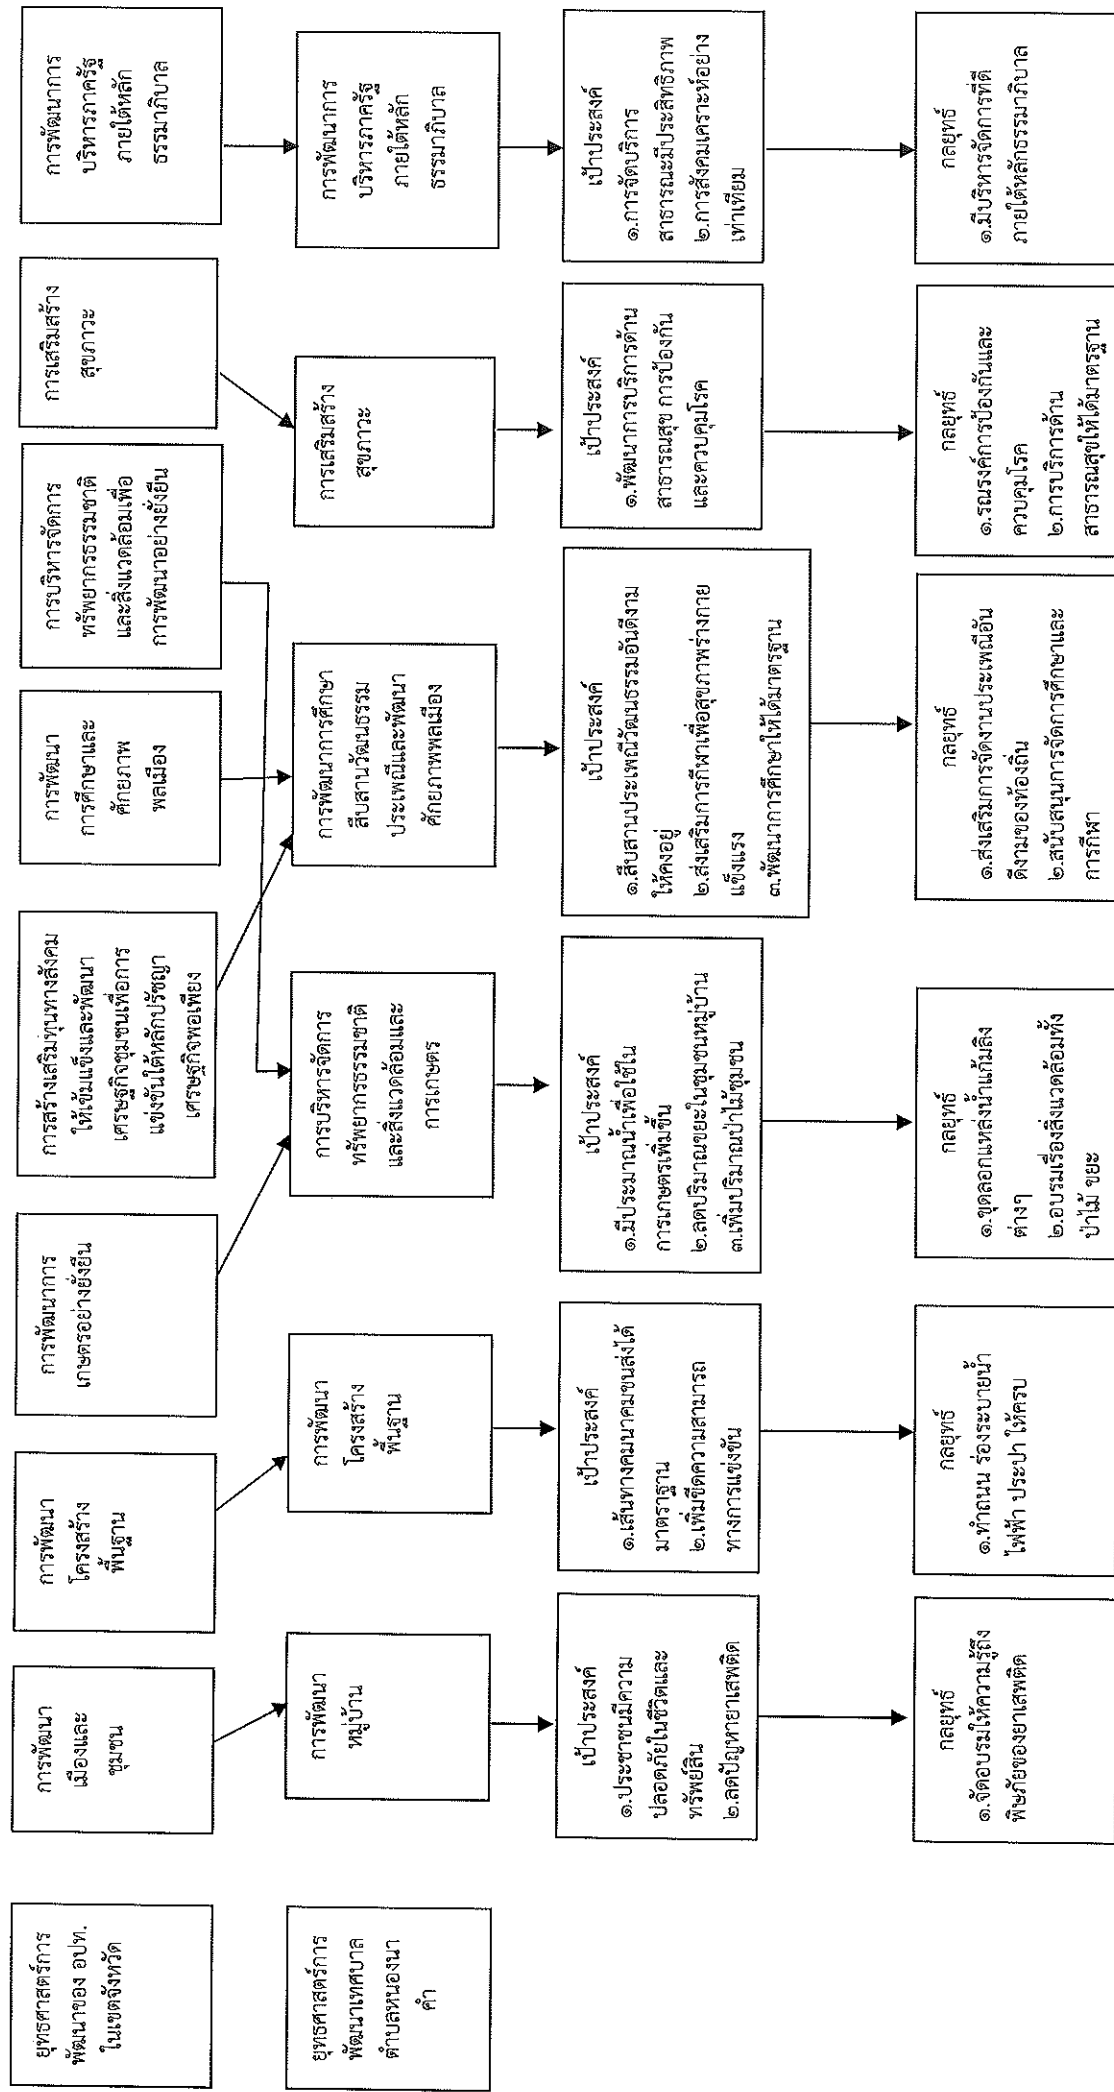 ยุทธศาสตร์การ
พัฒนาของ อปท.
ในเขตจังหวัด
การพัฒนา
เมืองและ
ชุมชน
การพัฒนา
โครงสร้าง
พื้นฐาน
การพัฒนาการ
เกษตรอย่างยั่งยืน
การสร้างเสริมทุนทางสังคม
ให้เข้มแข็งและพัฒนา
เศรษฐกิจชุมชนเพื่อการ
แข่งขันใต้หลักปรัชญา
เศรษฐกิจพอเพียง
การพัฒนา
การศึกษาและ
ศักยภาพ
พลเมือง
การบริหารจัดการ
ทรัพยากรธรรมชาติ
และสิ่งแวดล้อมเพื่อ
การพัฒนาอย่างยั่งยืน
การเสริมสร้าง
สุขภาวะ
การพัฒนาการ
บริหารภาครัฐ
ภายใต้หลัก
ธรรมาภิบาล
ยุทธศาสตร์การ
พัฒนาเทศบาล
ตำบลหนองนา
คำ
การพัฒนา
หมู่บ้าน
การพัฒนา
โครงสร้าง
พื้นฐาน
การบริหารจัดการ
ทรัพยากรธรรมชาติ
และสิ่งแวดล้อมและ
การเกษตร
การพัฒนาการศึกษา
สืบสานวัฒนธรรม
ประเพณีและพัฒนา
ศักยภาพพลเมือง
การเสริมสร้าง
สุขภาวะ
การพัฒนาการ
บริหารภาครัฐ
ภายใต้หลัก
ธรรมาภิบาล
เป้าประสงค์
๑.ประชาชนมีความ
ปลอดภัยในชีวิตและ
ทรัพย์สิน
๒.ลดปัญหายาเสพติด
เป้าประสงค์
๑.เส้นทางคมนาคมขนส่งได้
มาตราฐาน
๒.เพิ่มขีดความสามารถ
ทางการแข่งขัน
เป้าประสงค์
๑.มีประมาณน้ำเพื่อใช้ใน
การเกษตรเพิ่มขึ้น
๒.ลดปริมาณขยะในชุมชนหมู่บ้าน
๓.เพิ่มปริมาณป่าไม้ชุมชน
เป้าประสงค์
๑.สืบสานประเพณีวัฒนธรรมอันดีงาม
ให้คงอยู่
๒.ส่งเสริมการกีฬาเพื่อสุขภาพร่างกาย
แข็งแรง
๓.พัฒนาการศึกษาให้ได้มาตรฐาน
เป้าประสงค์
๑.พัฒนาการบริการด้าน
สาธารณสุข การป้องกัน
และควบคุมโรค
เป้าประสงค์
๑.การจัดบริการ
สาธารณะมีประสิทธิภาพ
๒.การสังคมเคราะห์อย่าง
เท่าเทียม
กลยุทธ์
๑.จัดอบรมให้ความรู้ถึง
พิษภัยของยาเสพติด
กลยุทธ์
๑.ทำถนน ร่องระบายน้ำ
ไฟฟ้า ประปา ให้ครบ
กลยุทธ์
๑.ขุดลอกแหล่งน้ำแก้มลิง
ต่างๆ
๒.อบรมเรื่องสิ่งแวดล้อมทั้ง
ป่าไม้ ขยะ
กลยุทธ์
๑.ส่งเสริมการจัดงานประเพณีอัน
ดีงามของท้องถิ่น
๒.สนับสนุนการจัดการศึกษาและ
การกีฬา
กลยุทธ์
๑.รณรงค์การป้องกันและ
ควบคุมโรค
๒.การบริการด้าน
สาธารณสุขให้ได้มาตรฐาน
กลยุทธ์
๑.มีบริหารจัดการที่ดี
ภายใต้หลักธรรมาภิบาล